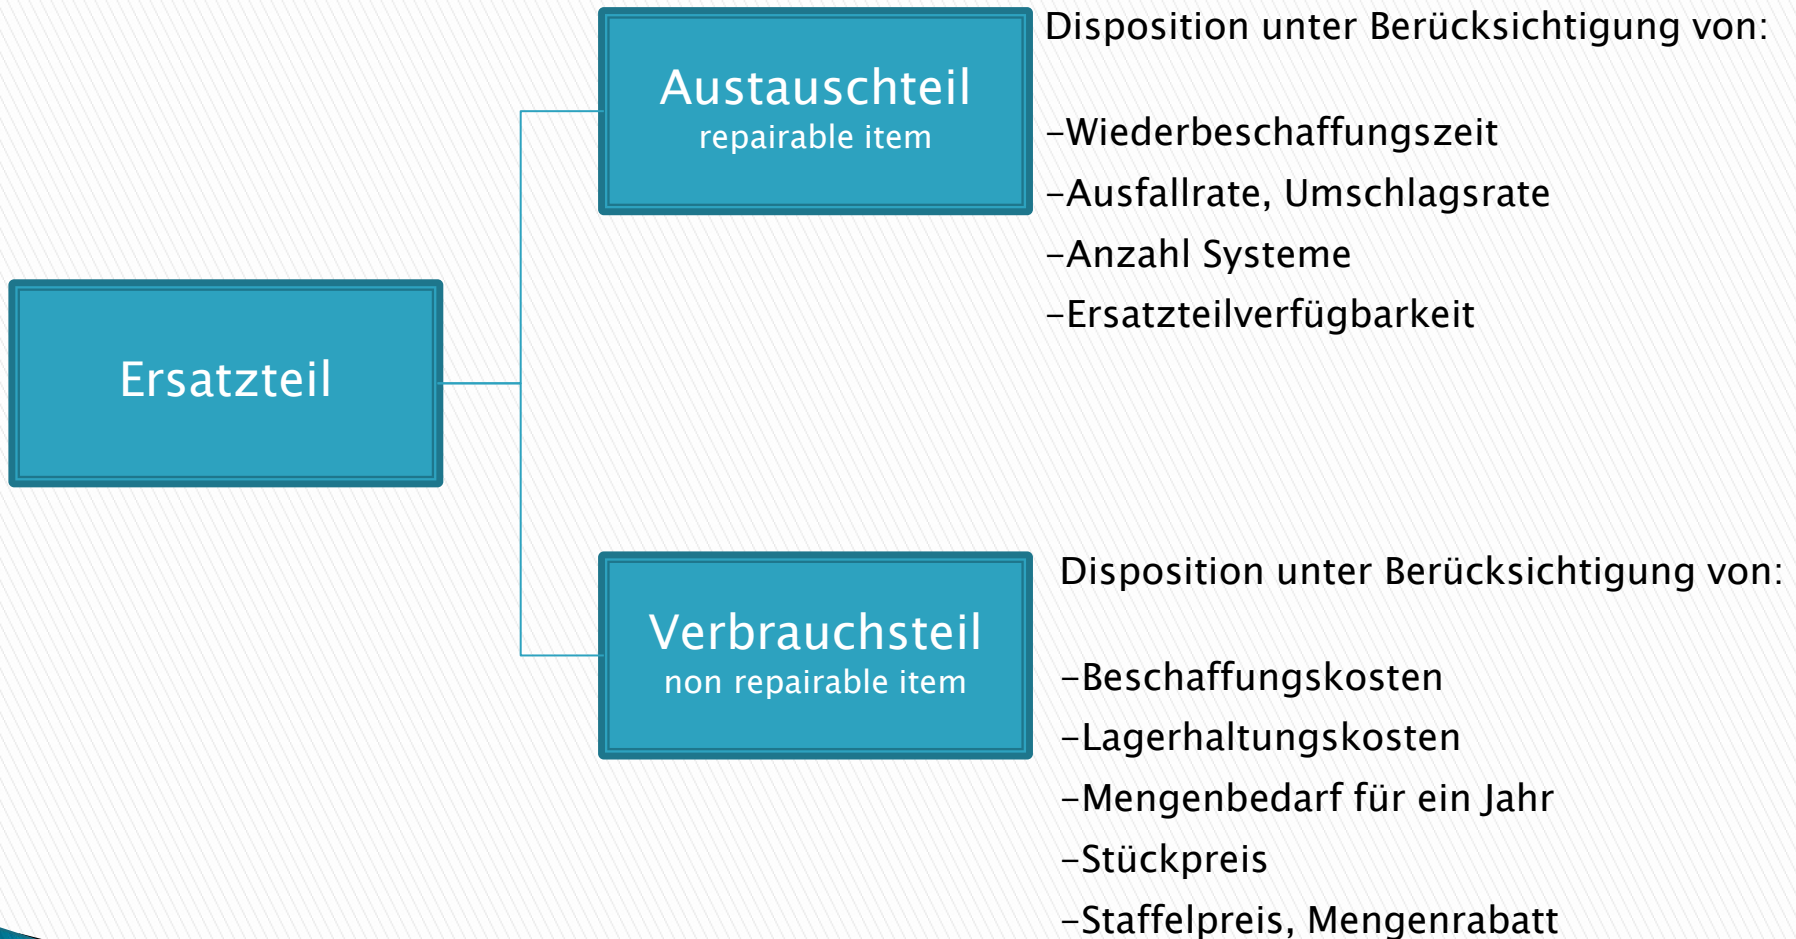 Ersatzteil
Austauschteil
repairable item
Disposition unter Berücksichtigung von:
-Wiederbeschaffungszeit
-Ausfallrate, Umschlagsrate
-Anzahl Systeme
-Ersatzteilverfügbarkeit
Verbrauchsteil
non repairable item
Disposition unter Berücksichtigung von:
-Beschaffungskosten
-Lagerhaltungskosten
-Mengenbedarf für ein Jahr
-Stückpreis
-Staffelpreis, Mengenrabatt